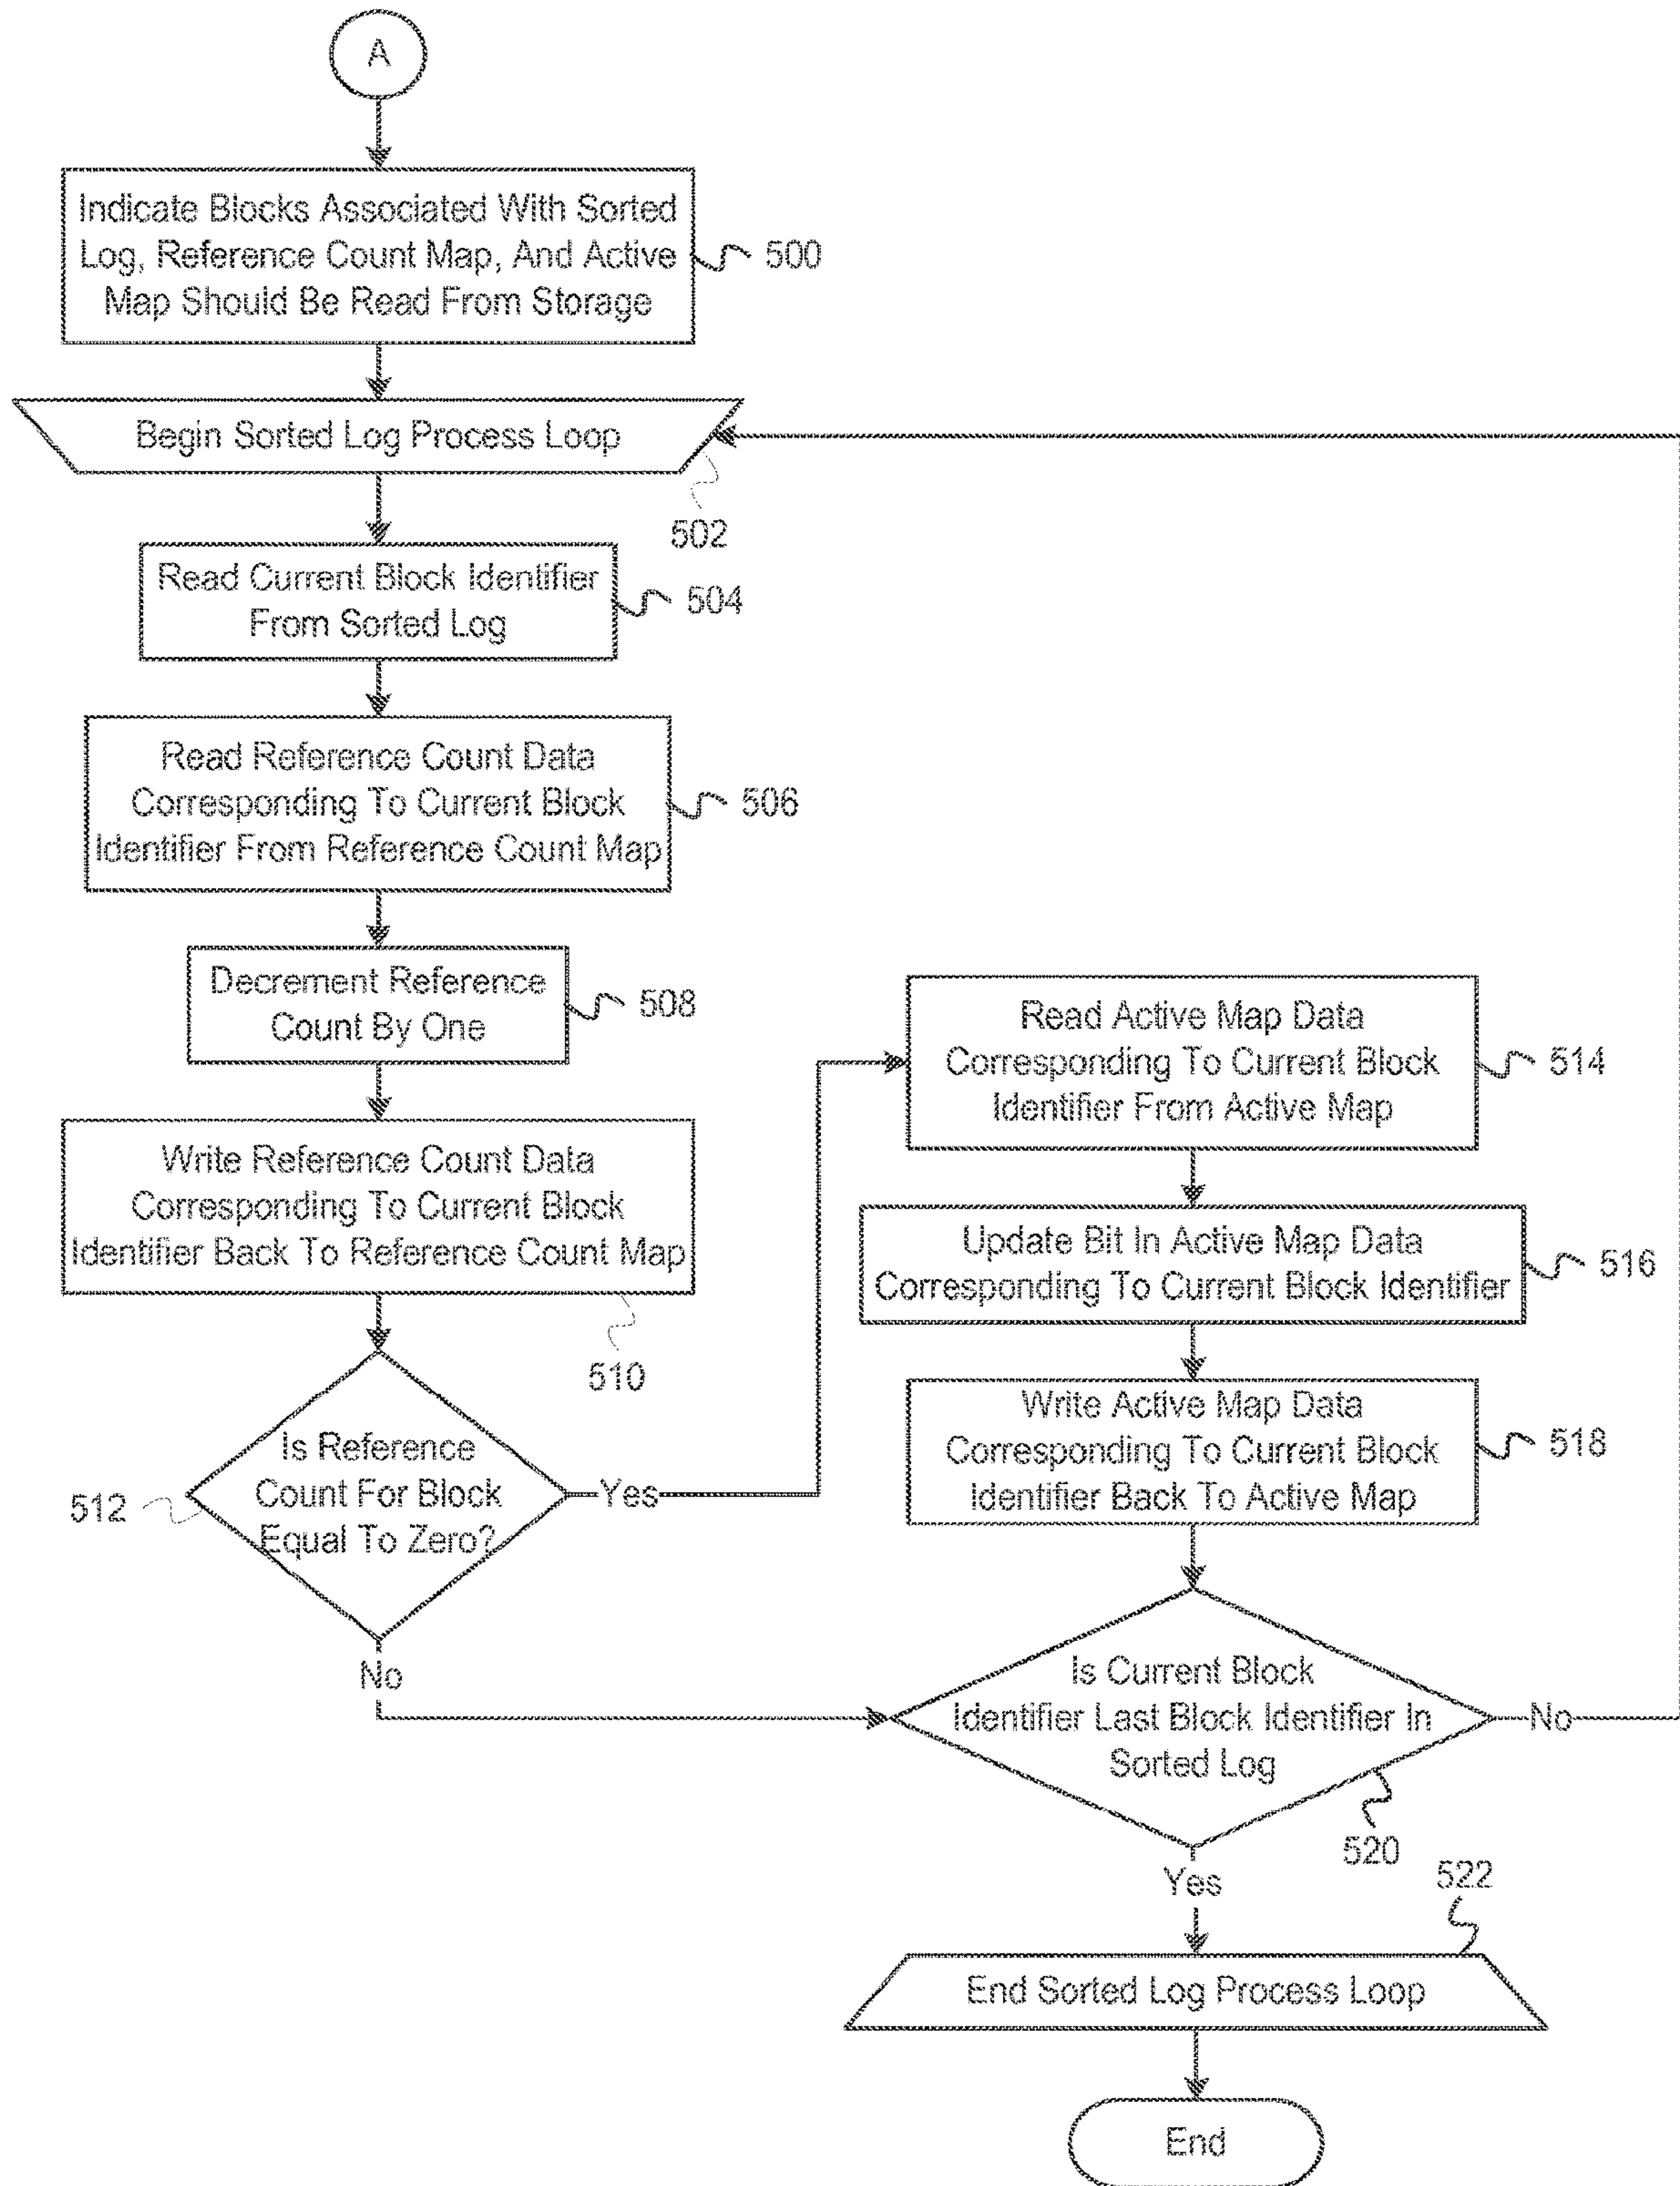 A
Indicate Blocks Associated With Sorted
Log, Reference Count Map, And Active
Map Should Be Read From Storage
500
Begin Sorted Log Process Loop
502
Read Current Block Identifier
From Sorted Log
504
Read Reference Count Data
Corresponding To Current Block
Identifier From Reference Count Map
506
Decrement Reference
Count By One
508
Write Reference Count Data
Corresponding To Current Block
Identifier Back To Reference Count Map
510
Is Reference
Count For Block
Equal To Zero?
512
Yes
No
Read Active Map Data
Corresponding To Current Block
Identifier From Active Map
514
Update Bit In Active Map Data
Corresponding To Current Block Identifier
516
Write Active Map Data
Corresponding To Current Block
Identifier Back To Active Map
518
Is Current Block
Identifier Last Block Identifier In
Sorted Log
No
520
Yes
522
End Sorted Log Process Loop
End